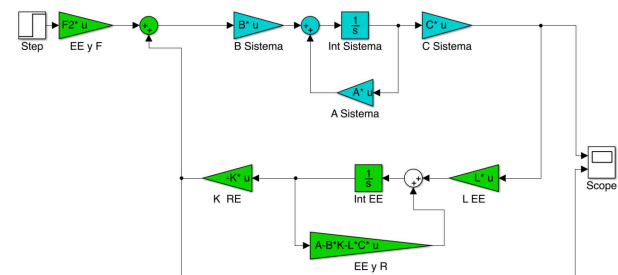 F2* u
Step
EE y F
+
+
B* u
B Sistema
+
+
1
s
Int Sistema
C* u
C Sistema
A* u
A Sistema
-K* u
K RE
1
s
Int EE
+
+
L* u
L EE
Scope
A-B*K-L*C* u
EE y R